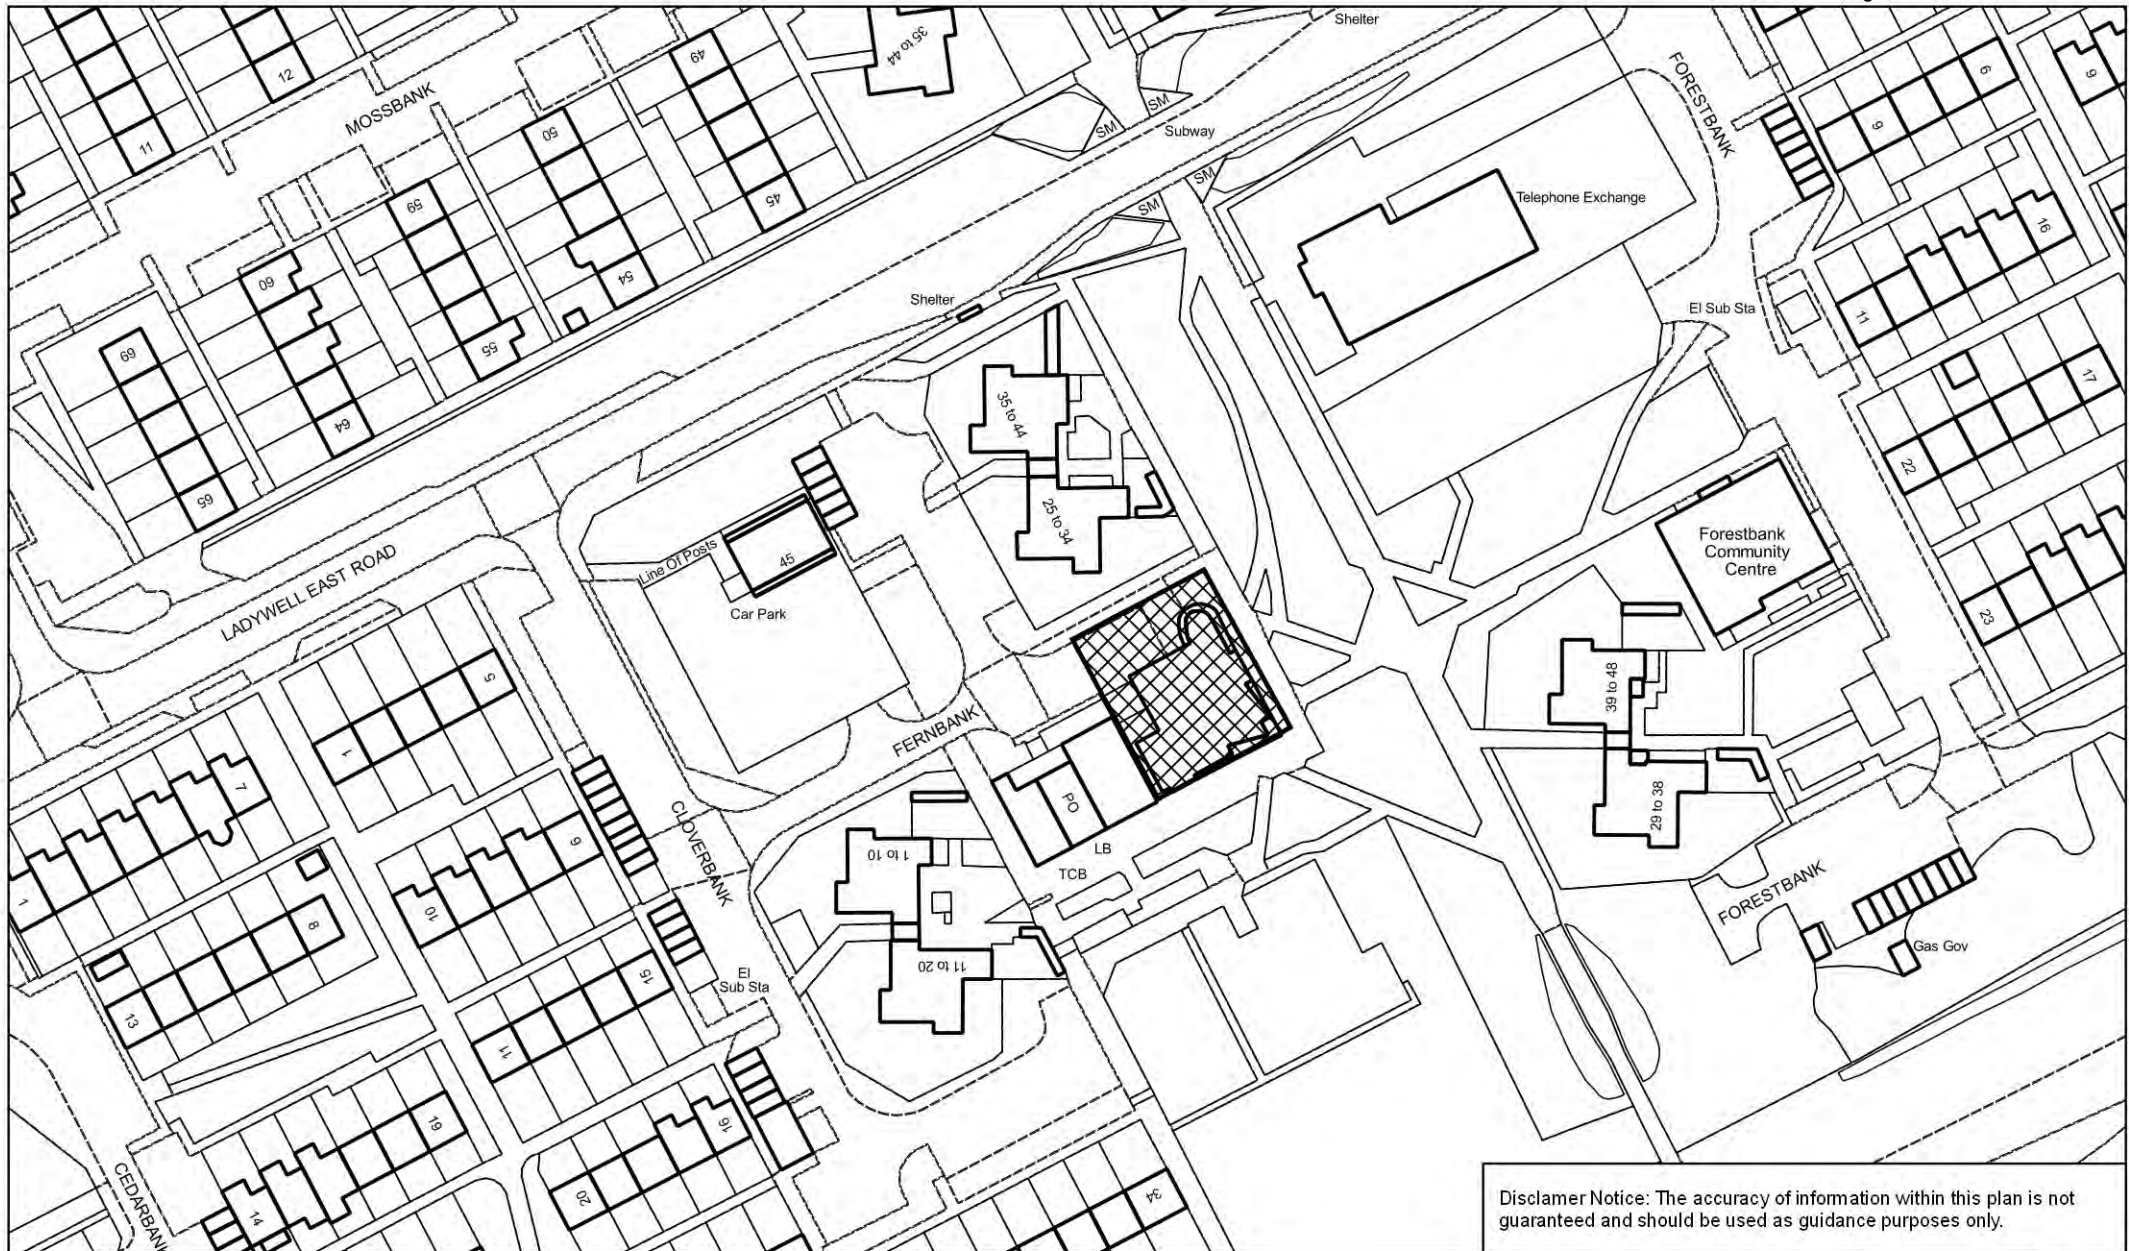 Shelter
35 to 44
49
12
MOSSBANK
11
50
SM
SM
Subway
FORESTBANK
6
9
9
59
45
SM
SM
Telephone Exchange
16
60
54
Shelter
El Sub Sta
11
69
55
17
64
35 to 44
22
65
25 to 34
Line Of Posts
45
Car Park
LADYWELL EAST ROAD
Forestbank
Community
Centre
23
5
1
39 to 48
FERNBANK
7
PO
29 to 38
CLOVERBANK
LB
TCB
1 to 10
6
10
1
8
FORESTBANK
Gas Gov
11 to 20
15
El
Sub Sta
13
11
19
16
14
20
34
CEDARBANK
Disclamer Notice: The accuracy of information within this plan is not
guaranteed and should be used as guidance purposes only.